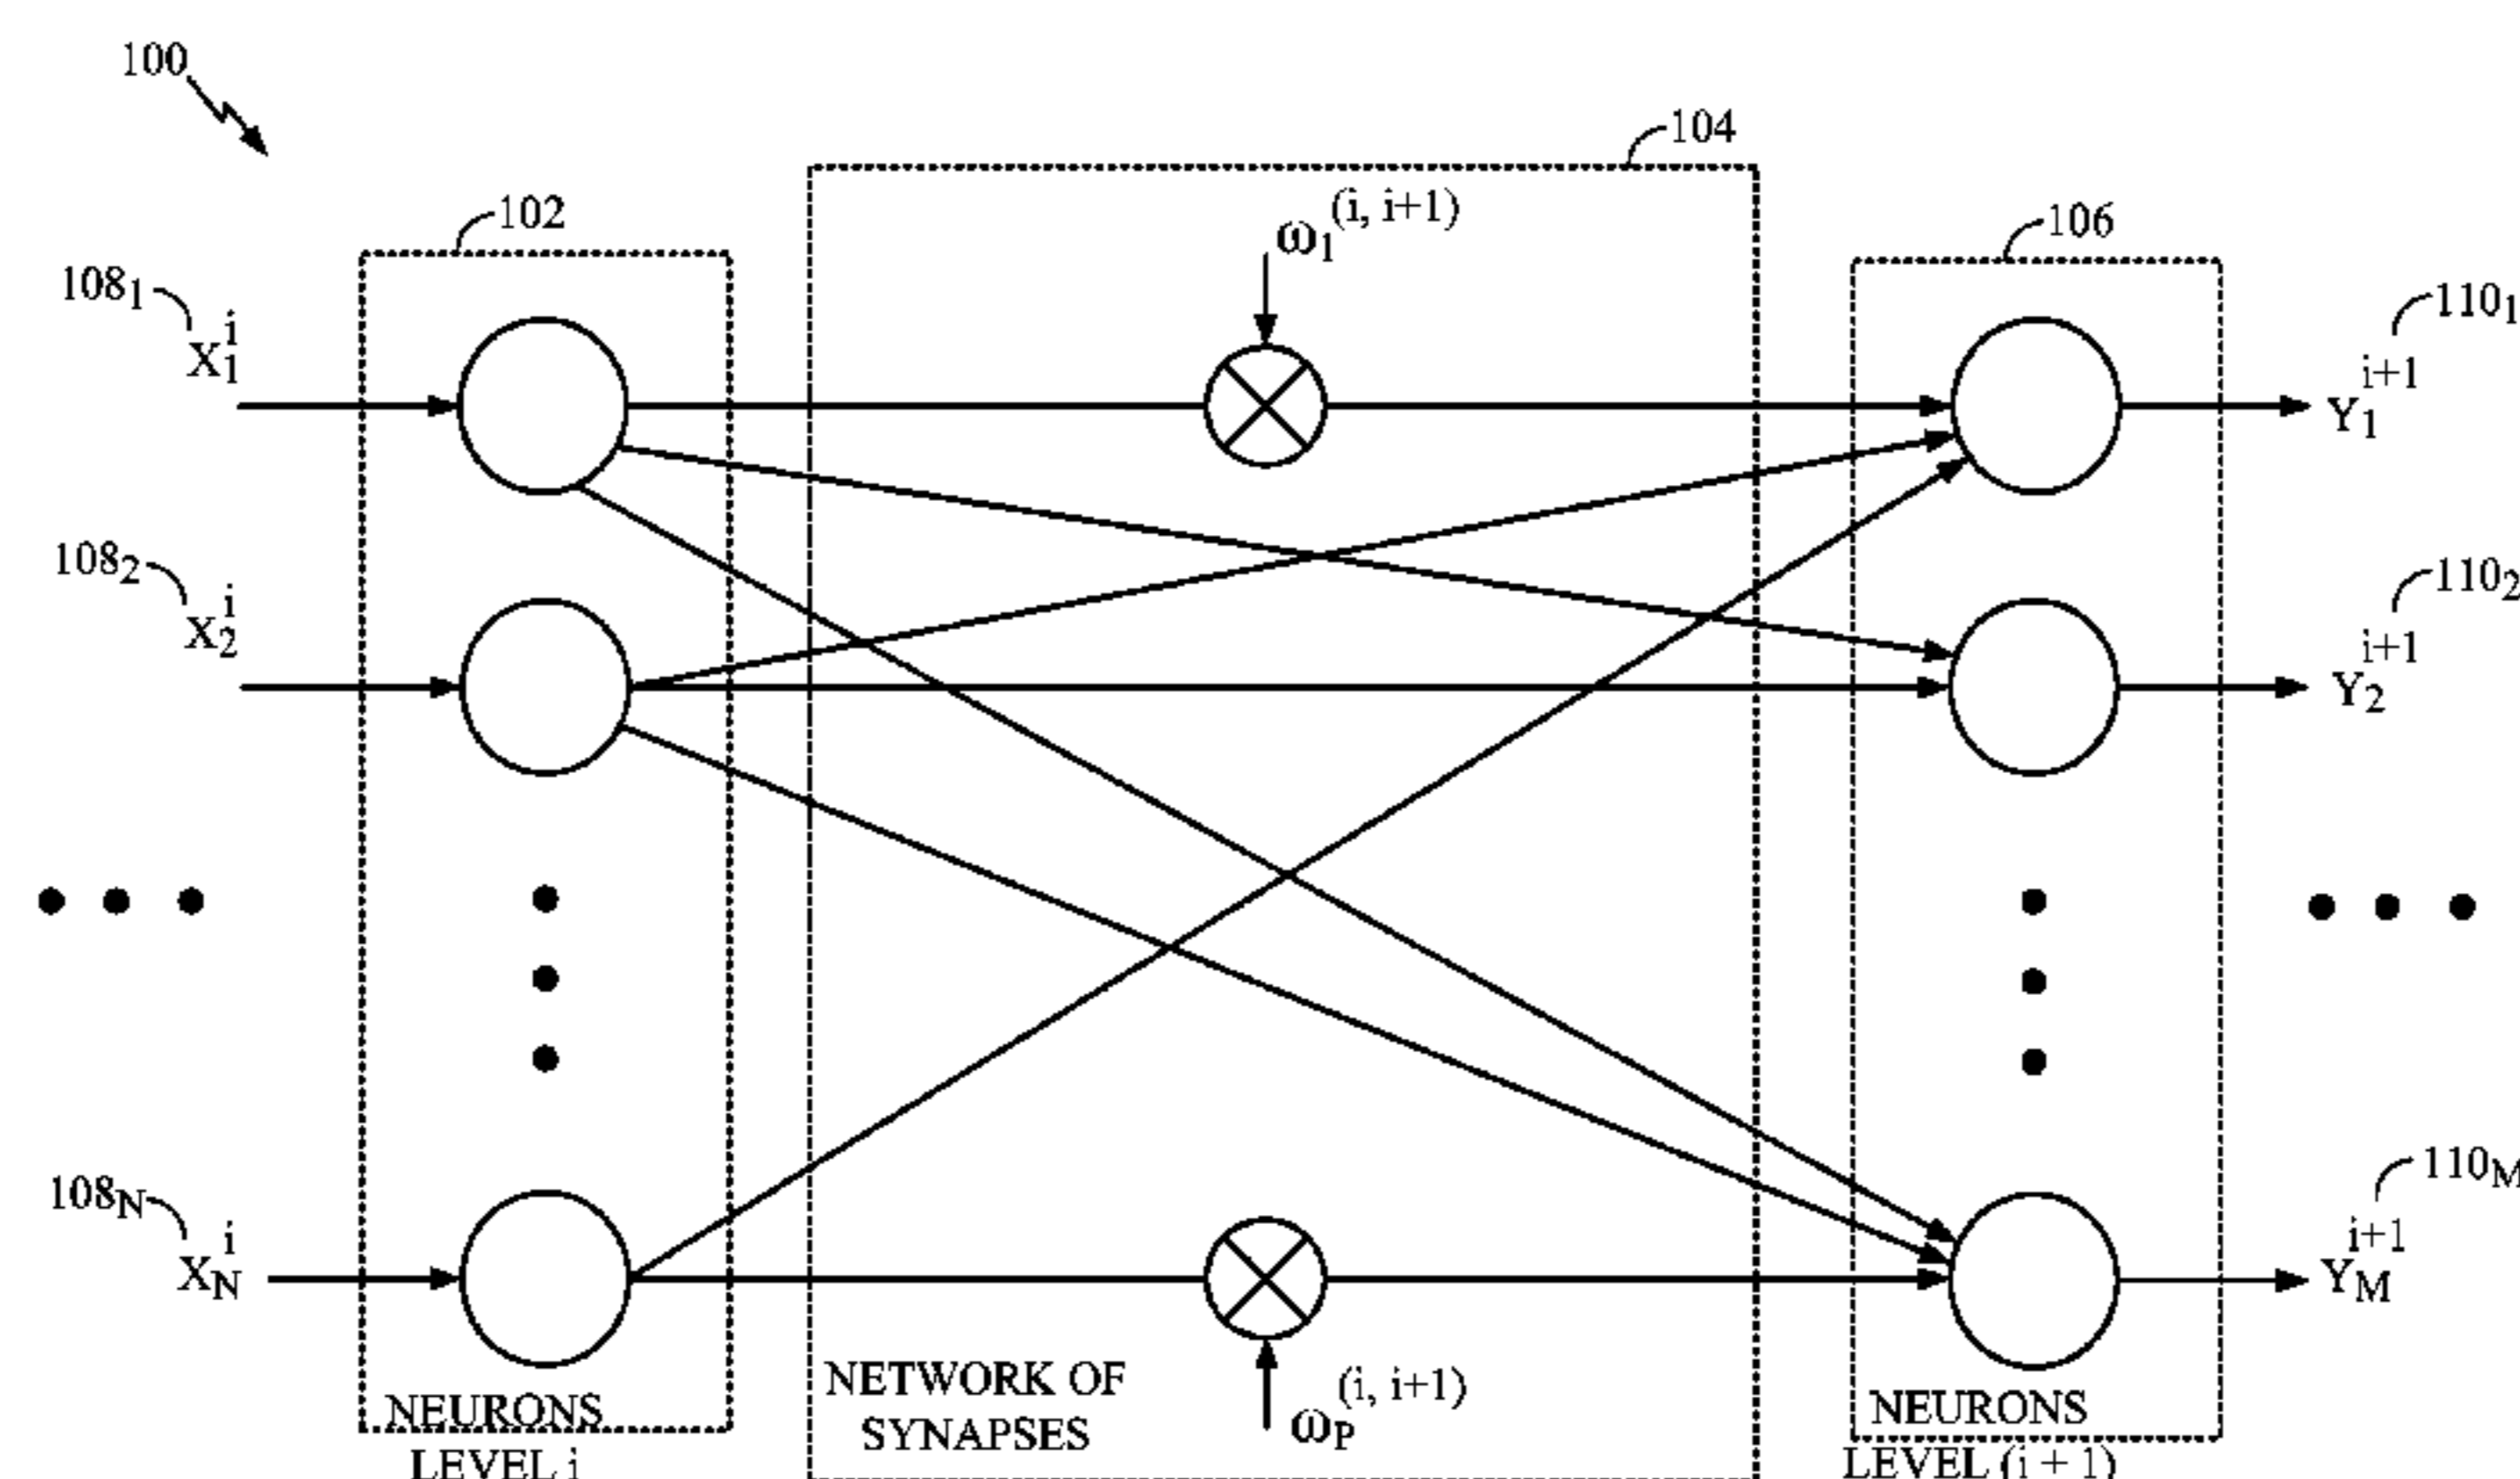 100
104
102
106
ω₁⁽ⁱ, ⁱ⁺¹⁾
108₁
X₁ⁱ
110₁
Y₁ⁱ⁺¹
108₂
X₂ⁱ
110₂
Y₂ⁱ⁺¹
108N
XNⁱ
110M
YMⁱ⁺¹
NEURONS
LEVEL i
NETWORK OF
SYNAPSES
ωP⁽ⁱ, ⁱ⁺¹⁾
NEURONS
LEVEL (i + 1)